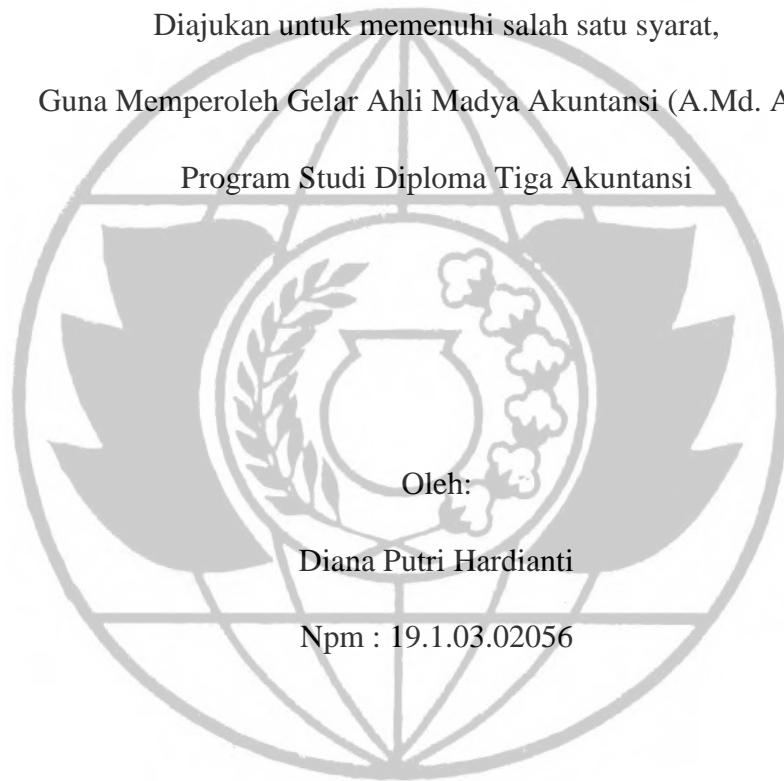 Diajukan untuk memenuhi salah satu syarat,
Guna Memperoleh Gelar Ahli Madya Akuntansi (A.Md. A
Program Studi Diploma Tiga Akuntansi
Oleh:
Diana Putri Hardianti
Npm : 19.1.03.02056